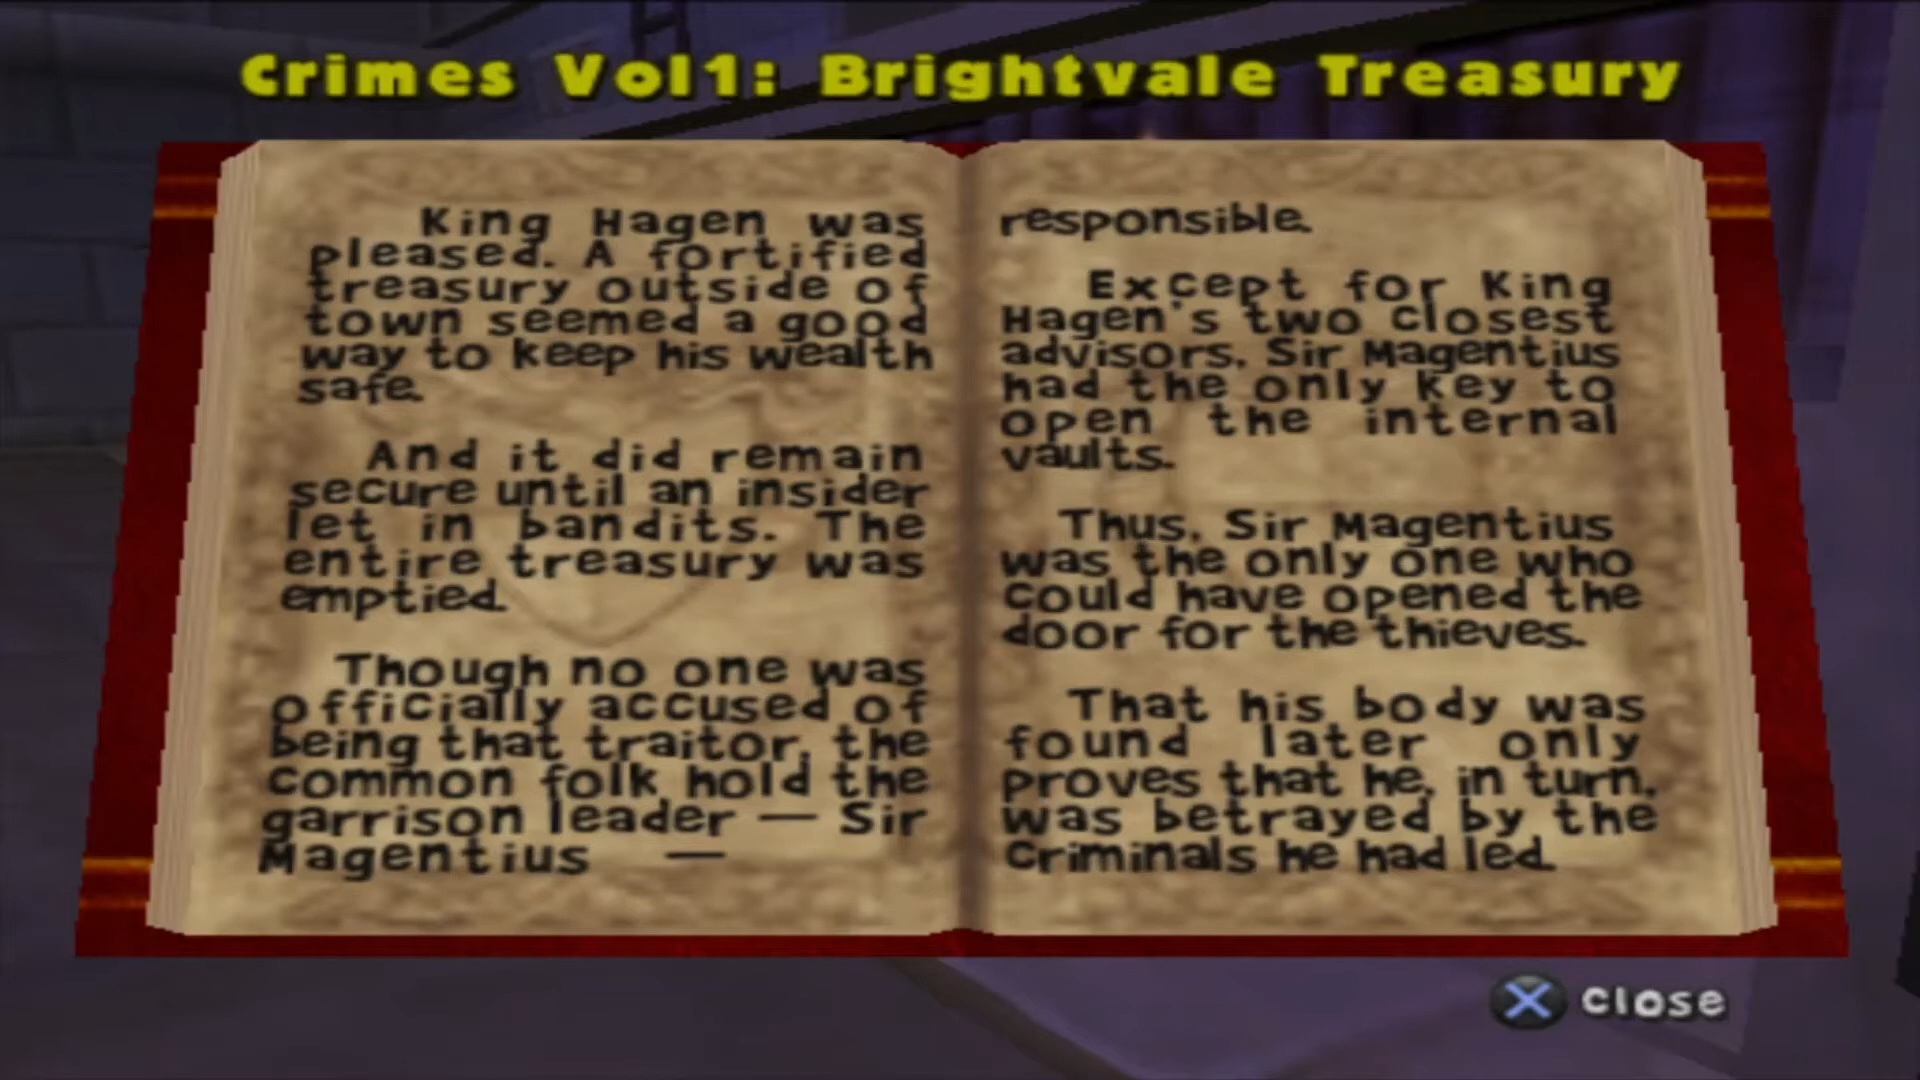 Crimes Vol1: Brightvale Treasury
King Hagen was
pleased. A fortified
treasury outside of
town seemed a good
way to keep his wealth
safe.
And it did remain
secure until an insider
let in bandits. The
entire treasury was
emptied.
Though no one was
officially accused of
being that traitor, the
common folk hold the
garrison leader — Sir
Magentius —
responsible.
Except for King
Hagen's two closest
advisors, Sir Magentius
had the only key to
open the internal
vaults.
Thus, Sir Magentius
was the only one who
could have opened the
door for the thieves.
That his body was
found later only
proves that he, in turn,
was betrayed by the
criminals he had led.
close